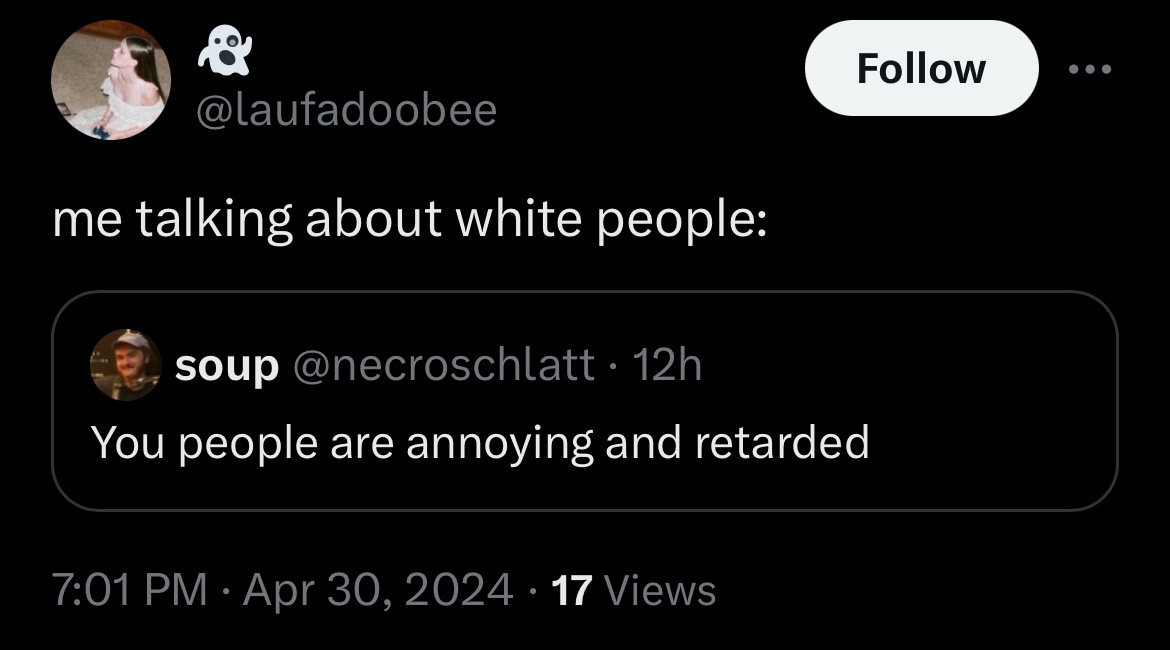 👻
Follow
@laufadoobee
me talking about white people:
soup @necroschlatt · 12h
You people are annoying and retarded
7:01 PM · Apr 30, 2024 · 17 Views